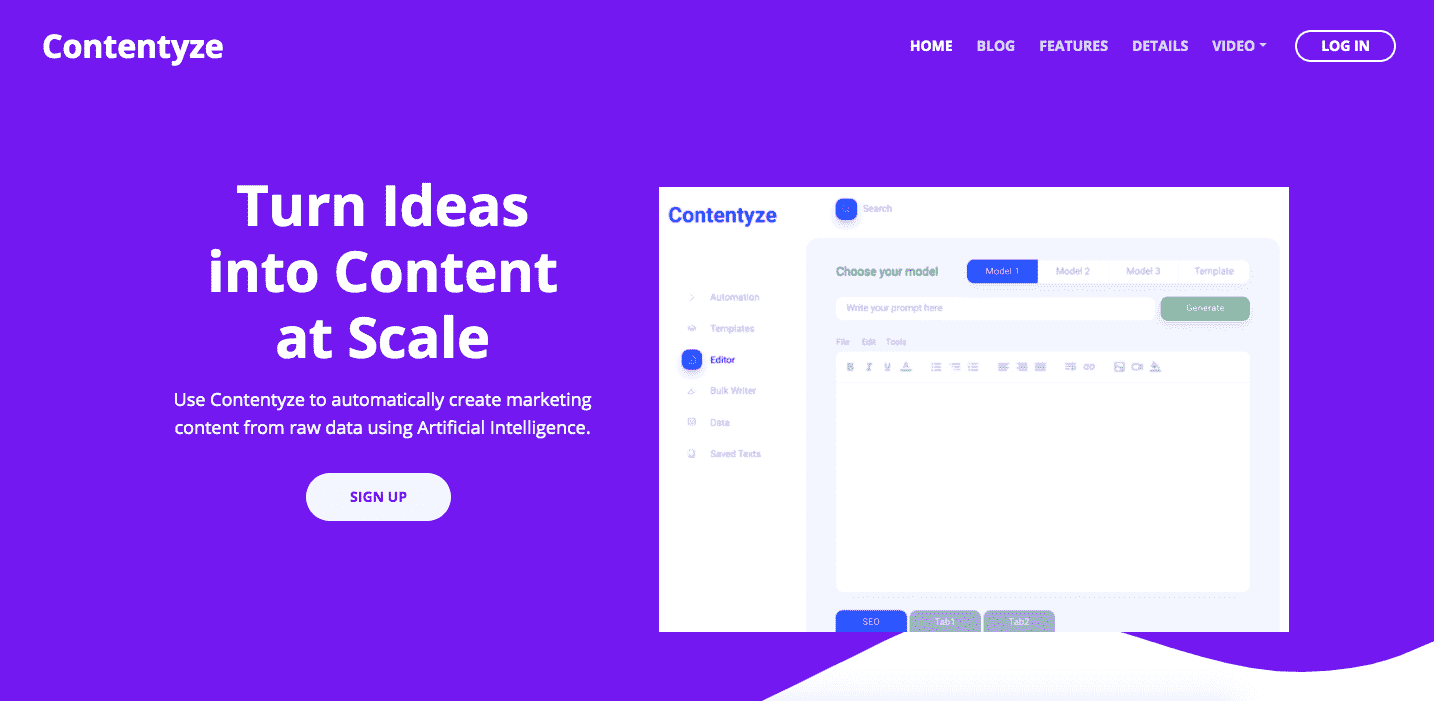 Contentyze
HOME BLOG FEATURES DETAILS VIDEO LOG IN
Turn Ideas
into Content
at Scale
Use Contentyze to automatically create marketing
content from raw data using Artificial Intelligence.
SIGN UP
Contentyze
Automation
Templates
Editor
Bulk Writer
Data
Saved Texts
Search
Choose your model Model 1 Model 2 Model 3 Template
Write your prompt here Generate
File Edit Tools
B I U A
SEO Tab1 Tab2